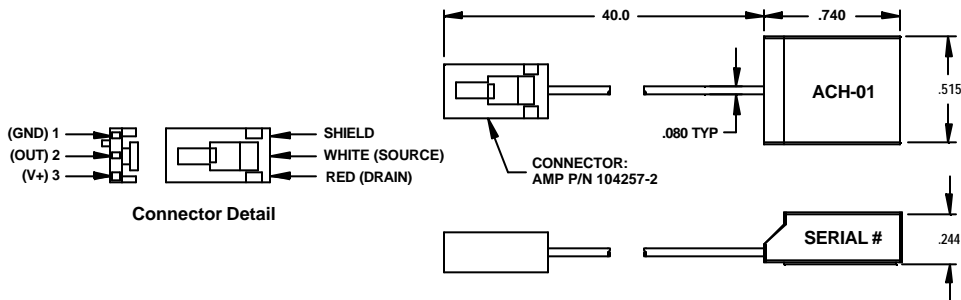 40.0
.740
ACH-01
.515
.080 TYP
CONNECTOR:
AMP P/N 104257-2
(GND) 1
(OUT) 2
(V+) 3
SHIELD
WHITE (SOURCE)
RED (DRAIN)
Connector Detail
SERIAL #
.244